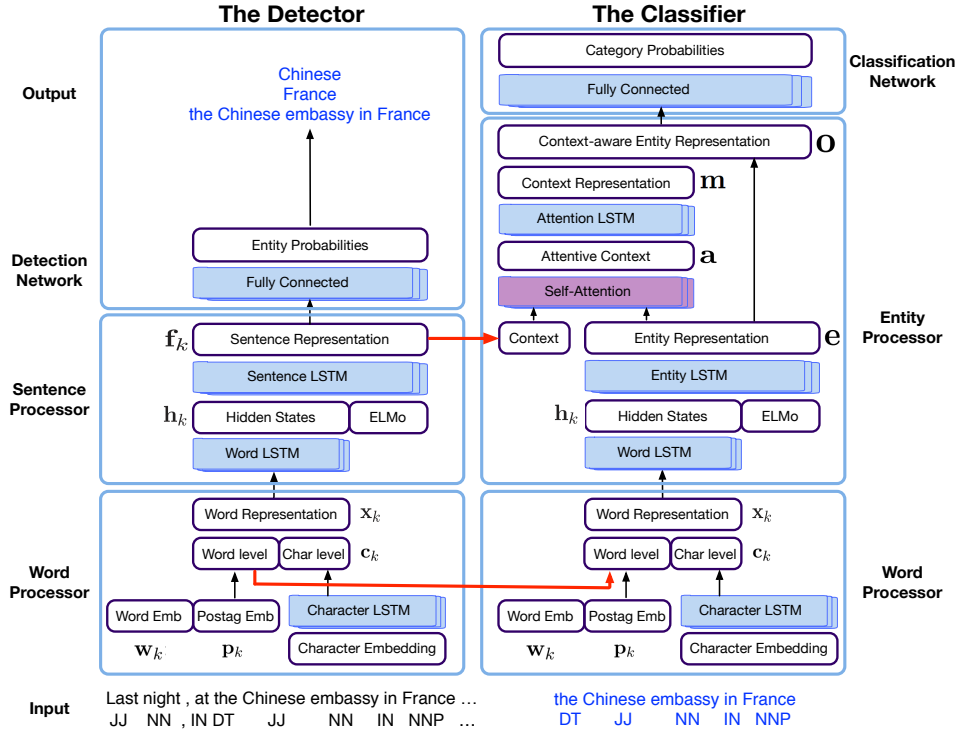 The Detector
The Classifier
Output
Chinese
France
the Chinese embassy in France
Category Probabilities
Fully Connected
Classification
Network
Context-aware Entity Representation
O
Context Representation
m
Attention LSTM
Detection
Network
Entity Probabilities
Fully Connected
Attentive Context
a
Self-Attention
Entity
Processor
f_k
Sentence Representation
Context
Entity Representation
e
Sentence
Processor
Sentence LSTM
Entity LSTM
h_k
Hidden States
ELMo
h_k
Hidden States
ELMo
Word LSTM
Word LSTM
Word Representation
x_k
Word Representation
x_k
Word level
Char level
c_k
Word level
Char level
c_k
Word
Processor
Word
Processor
Word Emb
Postag Emb
Character LSTM
Word Emb
Postag Emb
Character LSTM
w_k
p_k
Character Embedding
w_k
p_k
Character Embedding
Input
Last night , at the Chinese embassy in France ...
JJ NN , IN DT JJ NN IN NNP ...
the Chinese embassy in France
DT JJ NN IN NNP